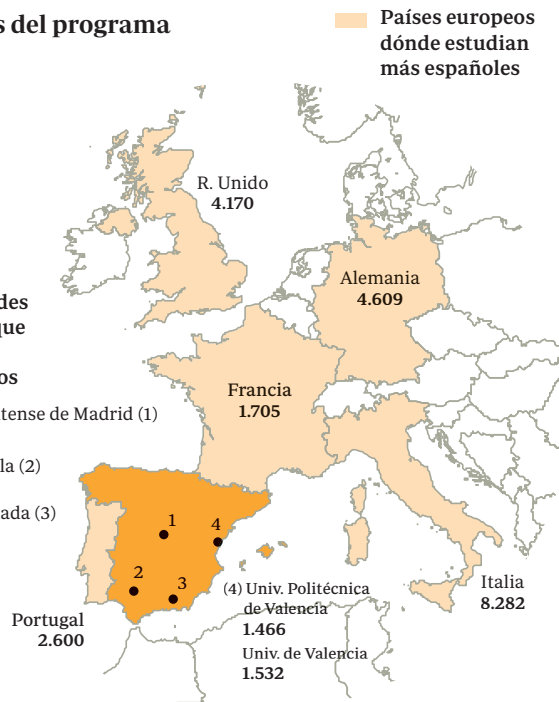 s del programa
Países europeos
dónde estudian
más españoles
R. Unido
4.170
Alemania
4.609
des
que
os
Francia
1.705
tense de Madrid (1)
la (2)
ada (3)
1
4
2
3
(4) Univ. Politécnica
de Valencia
1.466
Univ. de Valencia
1.532
Italia
8.282
Portugal
2.600